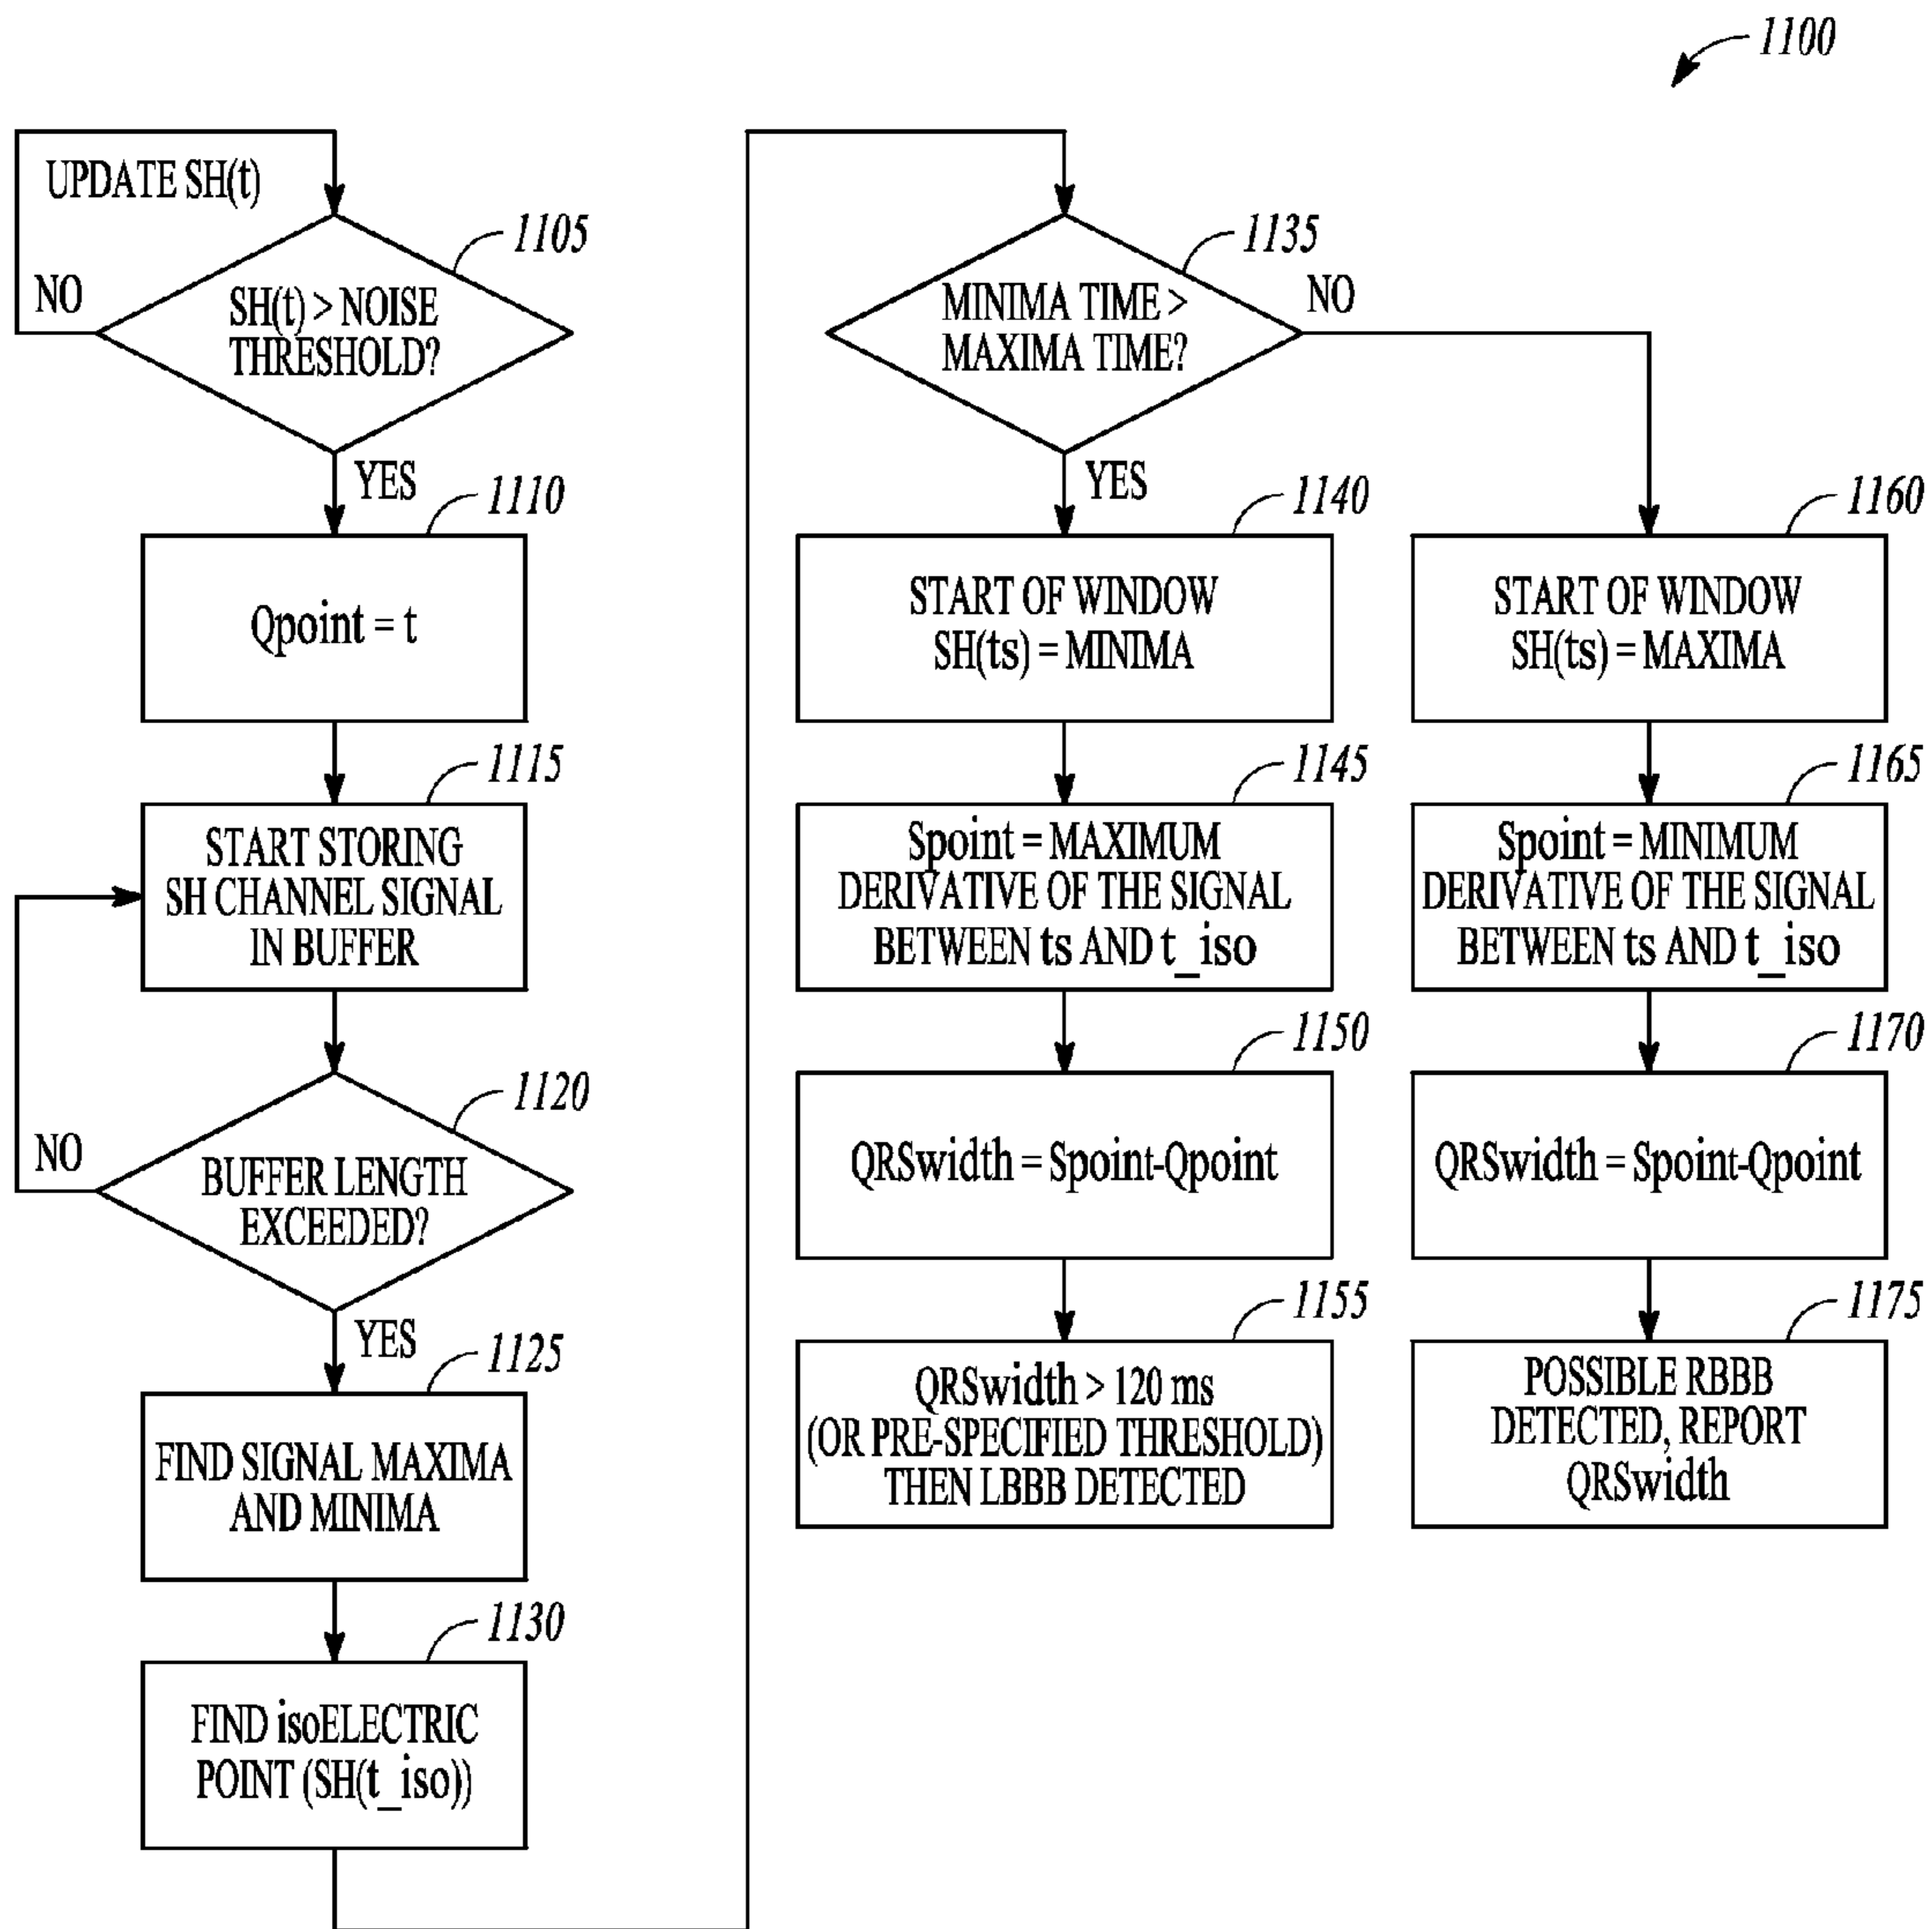 1100
UPDATE SH(t)
1105
NO
SH(t) > NOISE
THRESHOLD?
YES
1110
Qpoint = t
1115
START STORING
SH CHANNEL SIGNAL
IN BUFFER
1120
NO
BUFFER LENGTH
EXCEEDED?
YES
1125
FIND SIGNAL MAXIMA
AND MINIMA
1130
FIND isoELECTRIC
POINT (SH(t_iso))
1135
MINIMA TIME >
MAXIMA TIME?
NO
YES
1140
START OF WINDOW
SH(ts) = MINIMA
1145
Spoint = MAXIMUM
DERIVATIVE OF THE SIGNAL
BETWEEN ts AND t_iso
1150
QRSwidth = Spoint-Qpoint
1155
QRSwidth > 120 ms
(OR PRE-SPECIFIED THRESHOLD)
THEN LBBB DETECTED
1160
START OF WINDOW
SH(ts) = MAXIMA
1165
Spoint = MINIMUM
DERIVATIVE OF THE SIGNAL
BETWEEN ts AND t_iso
1170
QRSwidth = Spoint-Qpoint
1175
POSSIBLE RBBB
DETECTED, REPORT
QRSwidth